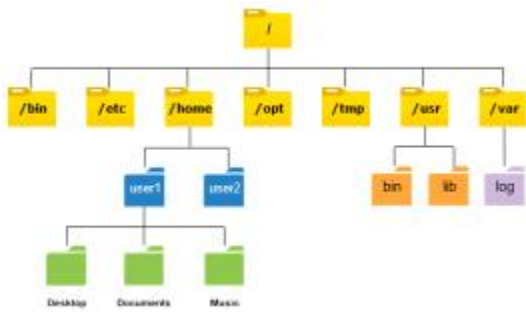 /
/bin /etc /home /opt /tmp /usr /var
user1 user2 bin lib log
Desktop Documents Music